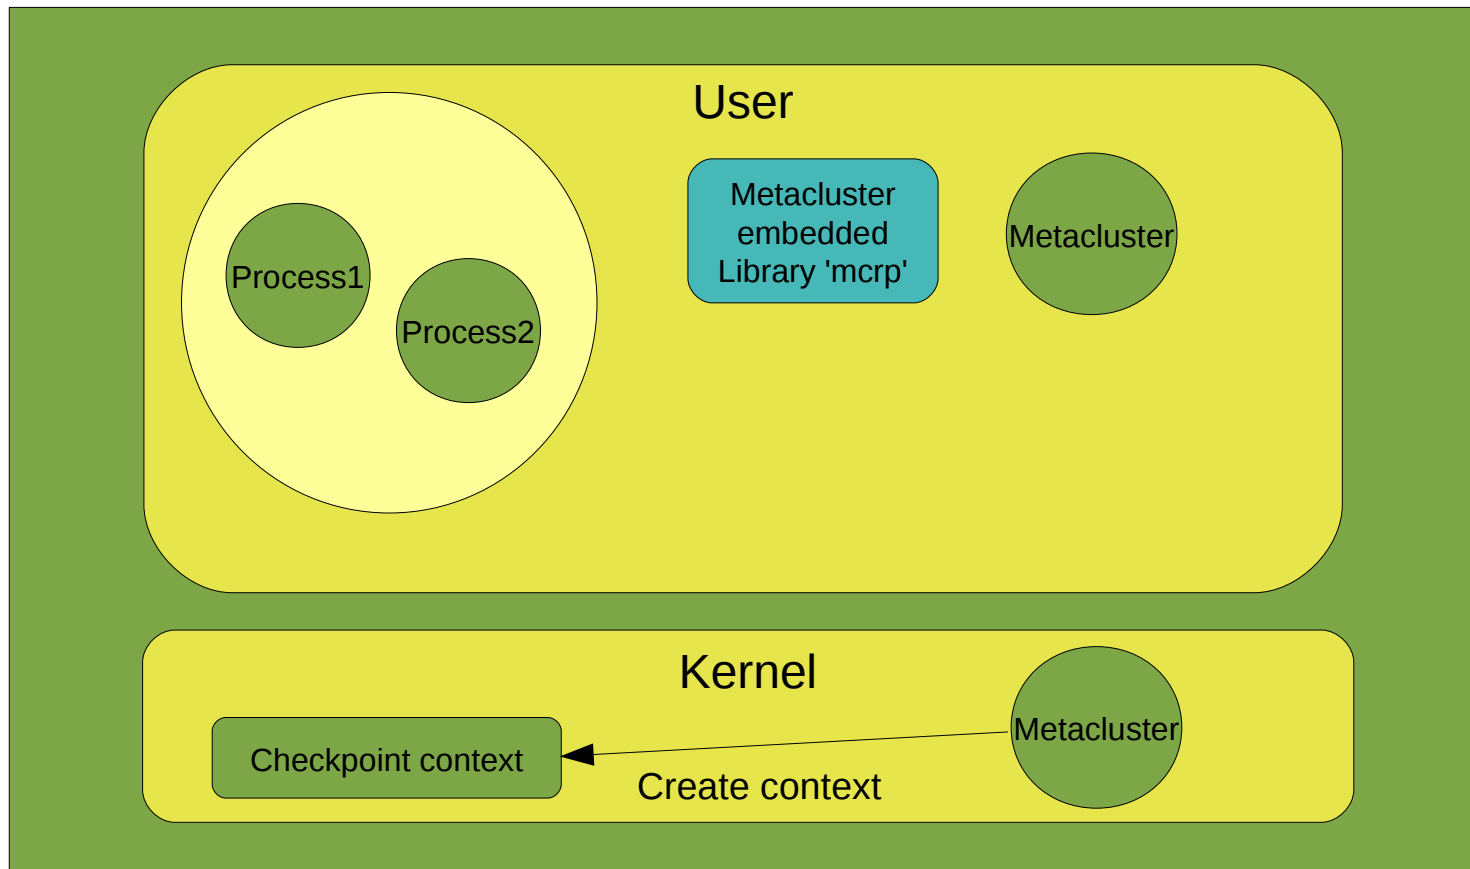 User
Metacluster
embedded
Library 'mcrp'
Metacluster
Process1
Process2
Kernel
Metacluster
Checkpoint context
Create context